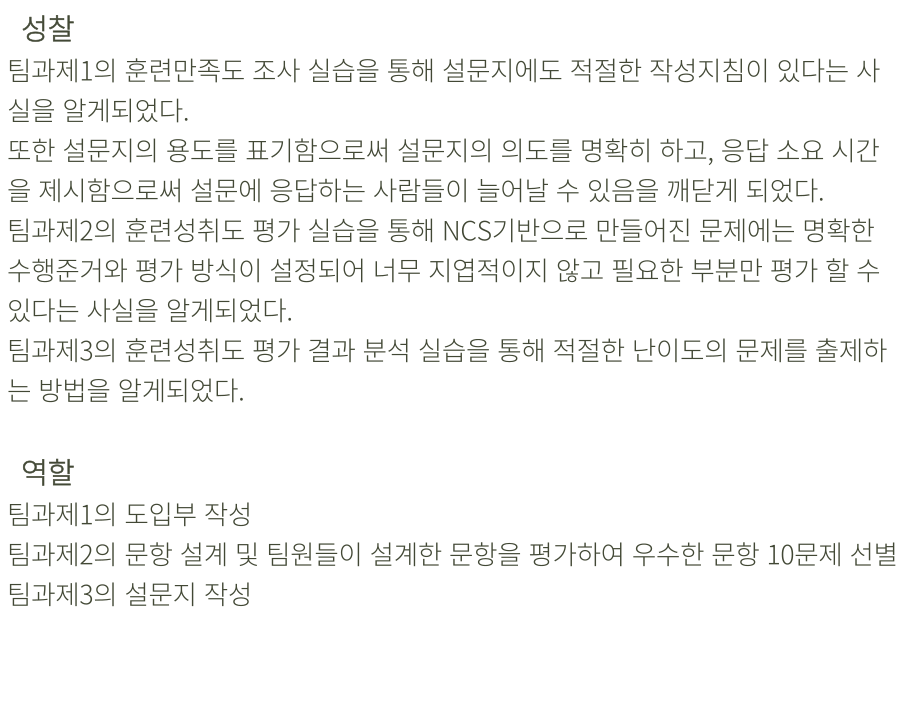 성찰
팀과제1의 훈련만족도 조사 실습을 통해 설문지에도 적절한 작성지침이 있다는 사
실을 알게되었다.
또한 설문지의 용도를 표기함으로써 설문지의 의도를 명확히 하고, 응답 소요 시간
을 제시함으로써 설문에 응답하는 사람들이 늘어날 수 있음을 깨닫게 되었다.
팀과제2의 훈련성취도 평가 실습을 통해 NCS기반으로 만들어진 문제에는 명확한
수행준거와 평가 방식이 설정되어 너무 지엽적이지 않고 필요한 부분만 평가 할 수
있다는 사실을 알게되었다.
팀과제3의 훈련성취도 평가 결과 분석 실습을 통해 적절한 난이도의 문제를 출제하
는 방법을 알게되었다.
역할
팀과제1의 도입부 작성
팀과제2의 문항 설계 및 팀원들이 설계한 문항을 평가하여 우수한 문항 10문제 선별
팀과제3의 설문지 작성